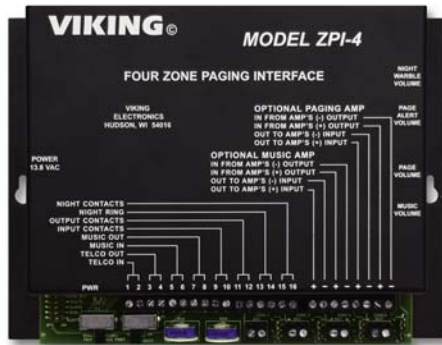 VIKING©
MODEL ZPI-4
FOUR ZONE PAGING INTERFACE
NIGHT
WARBLE
VOLUME
VIKING
ELECTRONICS
HUDSON, WI 54016
OPTIONAL PAGING AMP
IN FROM AMP'S (-) OUTPUT
IN FROM AMP'S (+) OUTPUT
OUT TO AMP'S (-) INPUT
OUT TO AMP'S (+) INPUT
PAGE
ALERT
VOLUME
POWER
13.8 VAC
OPTIONAL MUSIC AMP
IN FROM AMP'S (-) OUTPUT
IN FROM AMP'S (+) OUTPUT
OUT TO AMP'S (-) INPUT
OUT TO AMP'S (+) INPUT
PAGE
VOLUME
MUSIC
VOLUME
NIGHT CONTACTS
NIGHT RING
OUTPUT CONTACTS
INPUT CONTACTS
MUSIC OUT
MUSIC IN
TELCO OUT
TELCO IN
PWR 1 2 3 4 5 6 7 8 9 10 11 12 13 14 15 16 + - + - + - + -